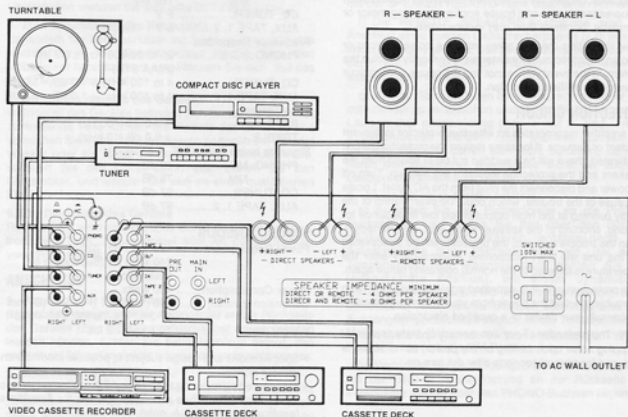 TURNTABLE
R — SPEAKER — L
R — SPEAKER — L
COMPACT DISC PLAYER
TUNER
PHONO
CD
TUNER
AUX
RIGHT LEFT
IN
TAPE 1
OUT
IN
TAPE 2
OUT
RIGHT LEFT
PRE OUT
MAIN IN
LEFT
RIGHT
+ RIGHT -
- LEFT +
— DIRECT SPEAKERS —
+ RIGHT -
- LEFT +
— REMOTE SPEAKERS —
SPEAKER IMPEDANCE MINIMUM
DIRECT OR REMOTE - 4 OHMS PER SPEAKER
DIRECR AND REMOTE - 8 OHMS PER SPEAKER
SWITCHED
100W MAX.
TO AC WALL OUTLET
VIDEO CASSETTE RECORDER
CASSETTE DECK
CASSETTE DECK